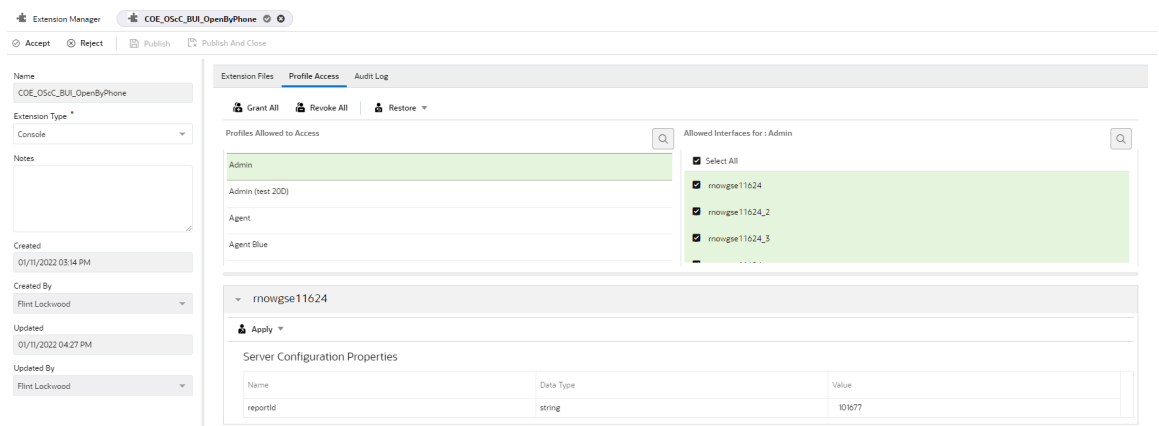 Extension Manager
COE_OScC_BUI_OpenByPhone
Accept
Reject
Publish
Publish And Close
Name
COE_OScC_BUI_OpenByPhone
Extension Type *
Console
Notes
Created
01/11/2022 03:14 PM
Created By
Flint Lockwood
Updated
01/11/2022 04:27 PM
Updated By
Flint Lockwood
Extension Files
Profile Access
Audit Log
Grant All
Revoke All
Restore
Profiles Allowed to Access
Admin
Admin (test 20D)
Agent
Agent Blue
Allowed Interfaces for : Admin
Select All
rnowgse11624
rnowgse11624_2
rnowgse11624_3
rnowgse11624
Apply
Server Configuration Properties
Name Data Type Value
reportId string 101677